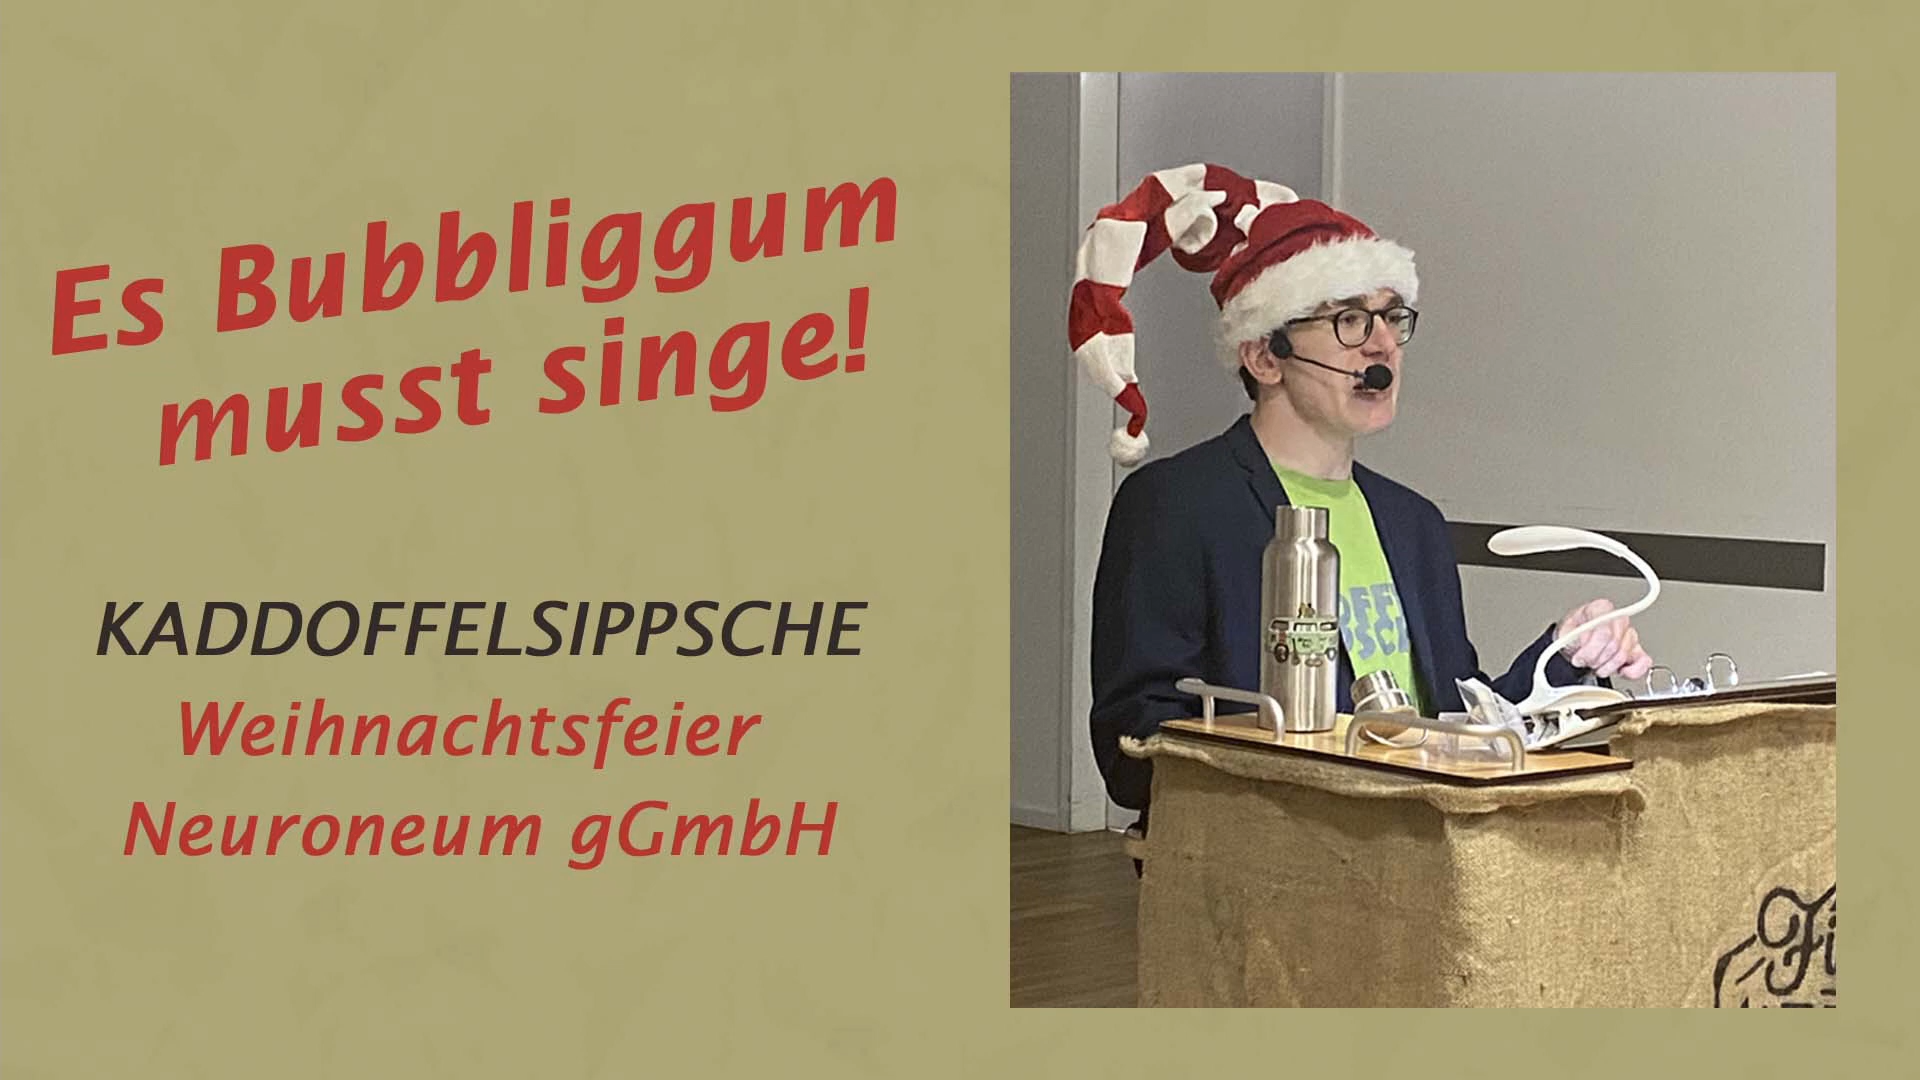 Es Bubbliggum
musst singe!
KADDOFFELSIPPSCHE
Weihnachtsfeier
Neuroneum gGmbH